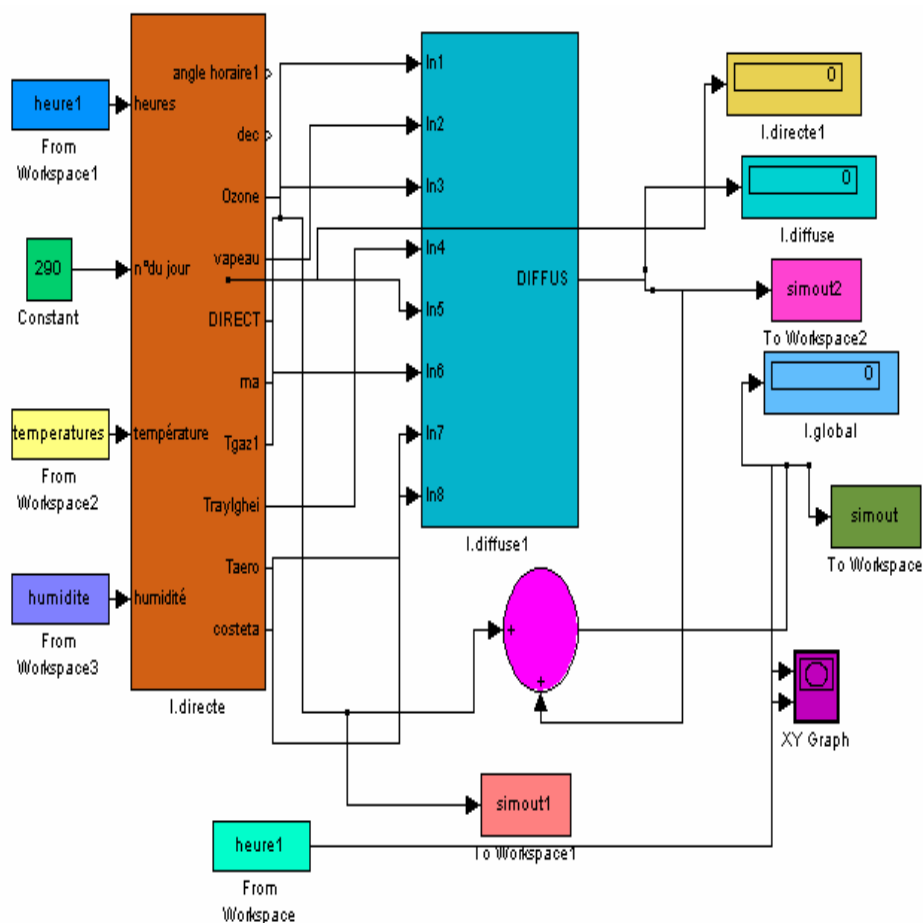 heure1
From
Workspace1
290
Constant
temperatures
From
Workspace2
humidite
From
Workspace3
heures
n°du jour
température
humidité
angle horaire1
dec
Ozone
vapeau
DIRECT
ma
Tgaz1
Traylghei
Taero
costeta
I.directe
In1
In2
In3
In4
In5
In6
In7
In8
DIFFUS
I.diffuse1
0
I.directe1
0
I.diffuse
simout2
To Workspace2
0
I.global
simout
To Workspace
+
+
XY Graph
simout1
To Workspace1
heure1
From
Workspace